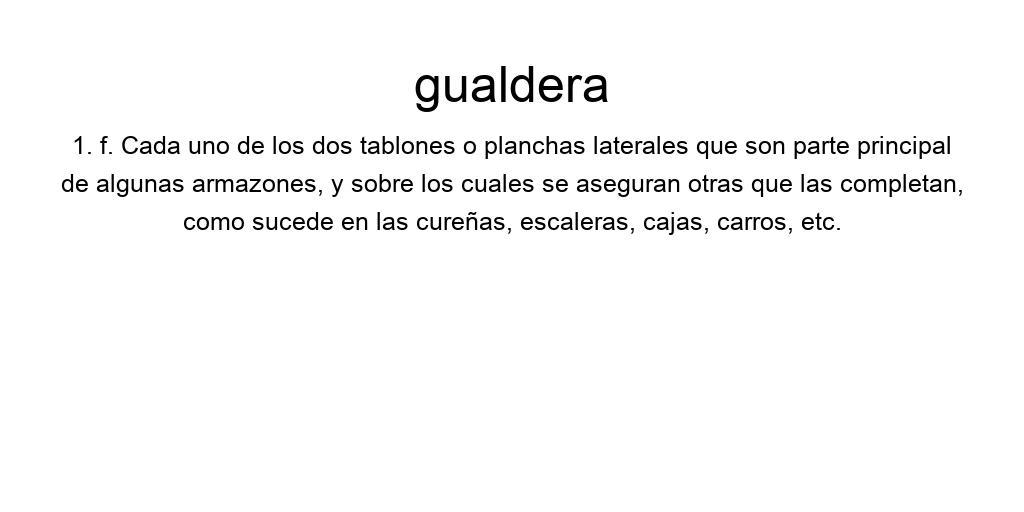 gualdera
1. f. Cada uno de los dos tablones o planchas laterales que son parte principal
de algunas armazones, y sobre los cuales se aseguran otras que las completan,
como sucede en las cureñas, escaleras, cajas, carros, etc.